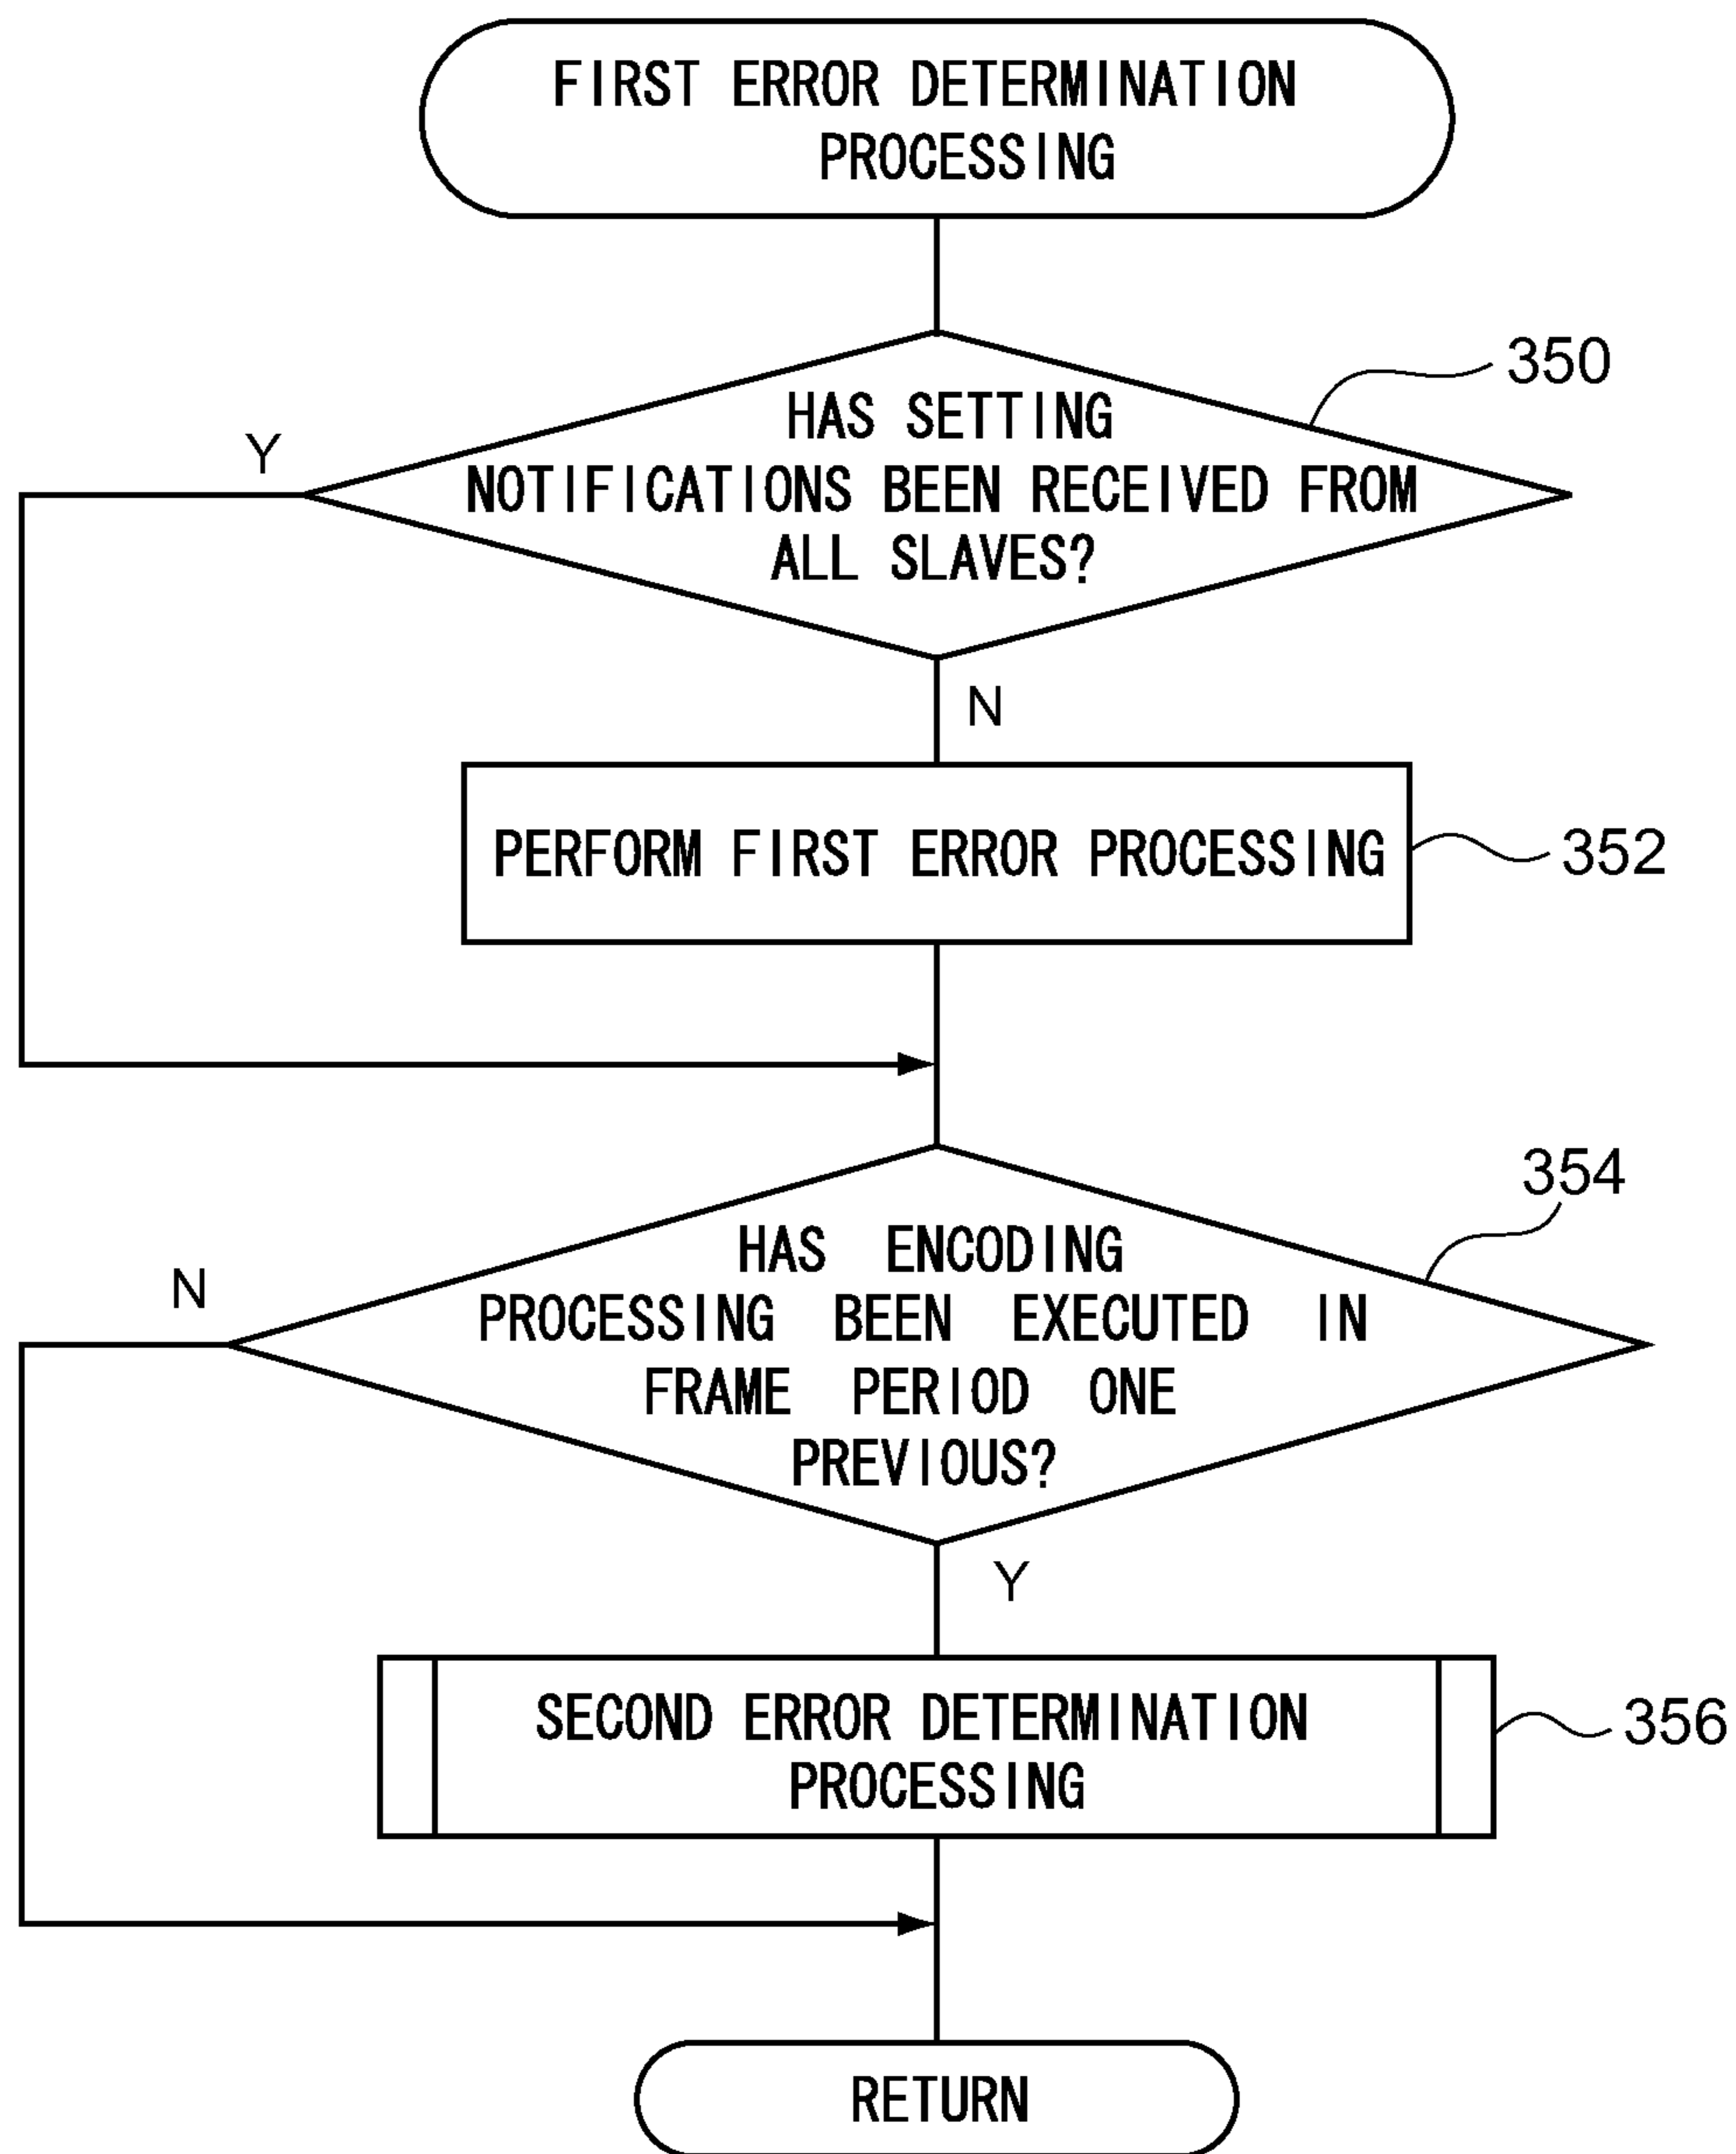 FIRST ERROR DETERMINATION
PROCESSING
350
HAS SETTING
Y
NOTIFICATIONS BEEN RECEIVED FROM
ALL SLAVES?
N
PERFORM FIRST ERROR PROCESSING
352
354
HAS ENCODING
N
PROCESSING BEEN EXECUTED IN
FRAME PERIOD ONE
PREVIOUS?
Y
SECOND ERROR DETERMINATION
PROCESSING
356
RETURN